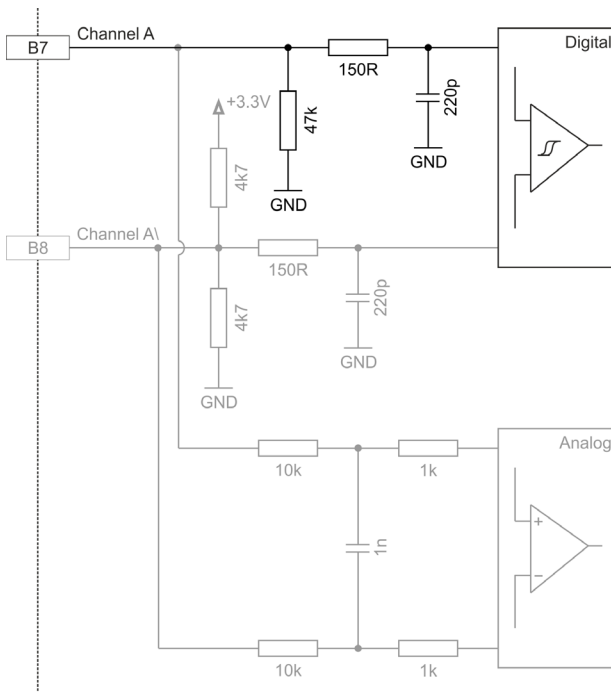 B7
Channel A
Digital
150R
47k
GND
220p
GND
+3.3V
4k7
B8
Channel A\
150R
4k7
GND
220p
GND
Analog
10k
1k
1n
+
−
10k
1k